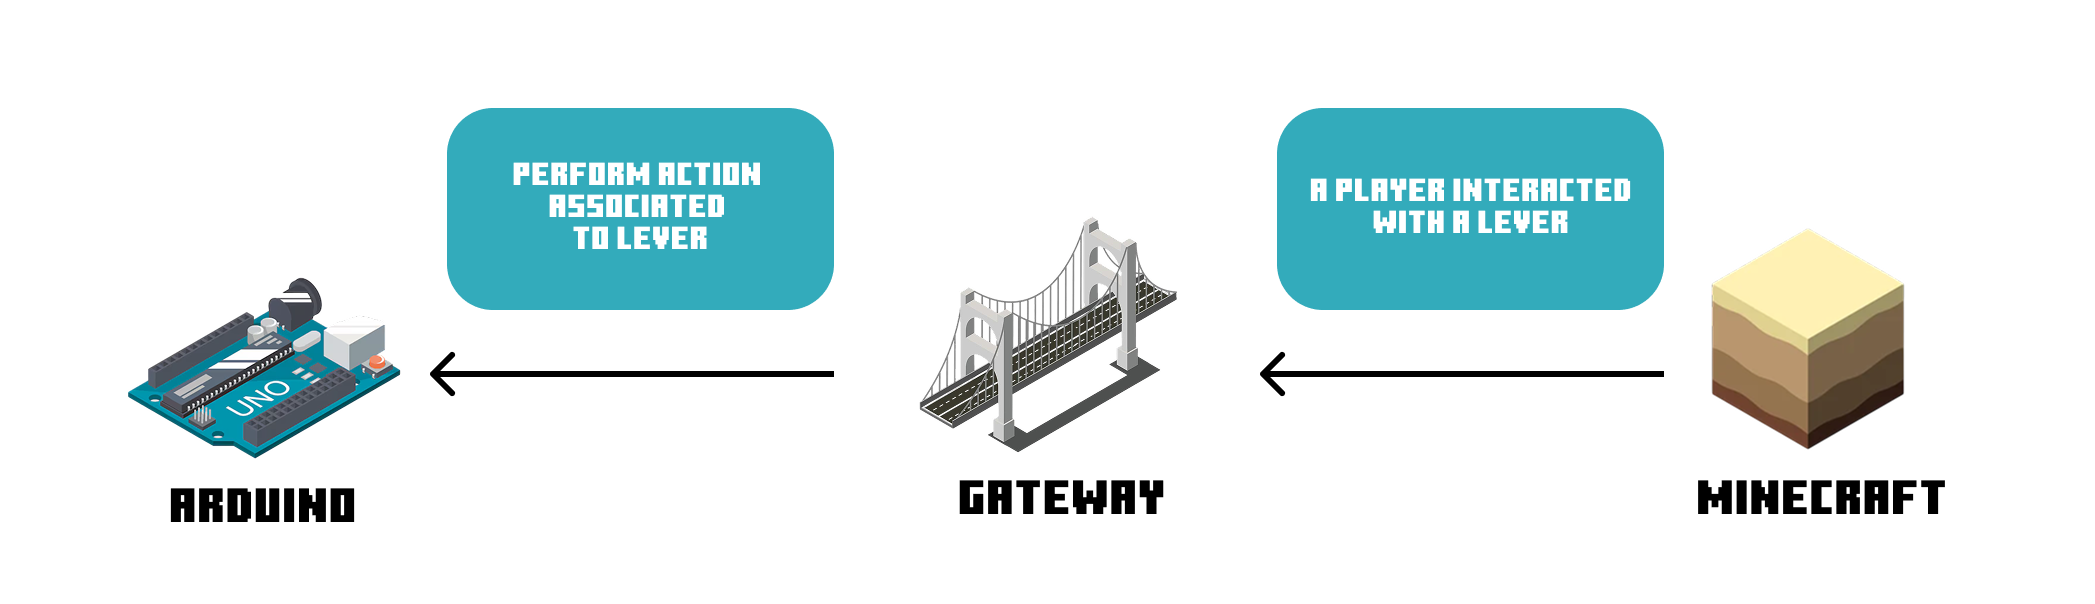 PERFORM ACTION
ASSOCIATED
TO LEVER
A PLAYER INTERACTED
WITH A LEVER
UNO
ARDUINO
GATEWAY
MINECRAFT